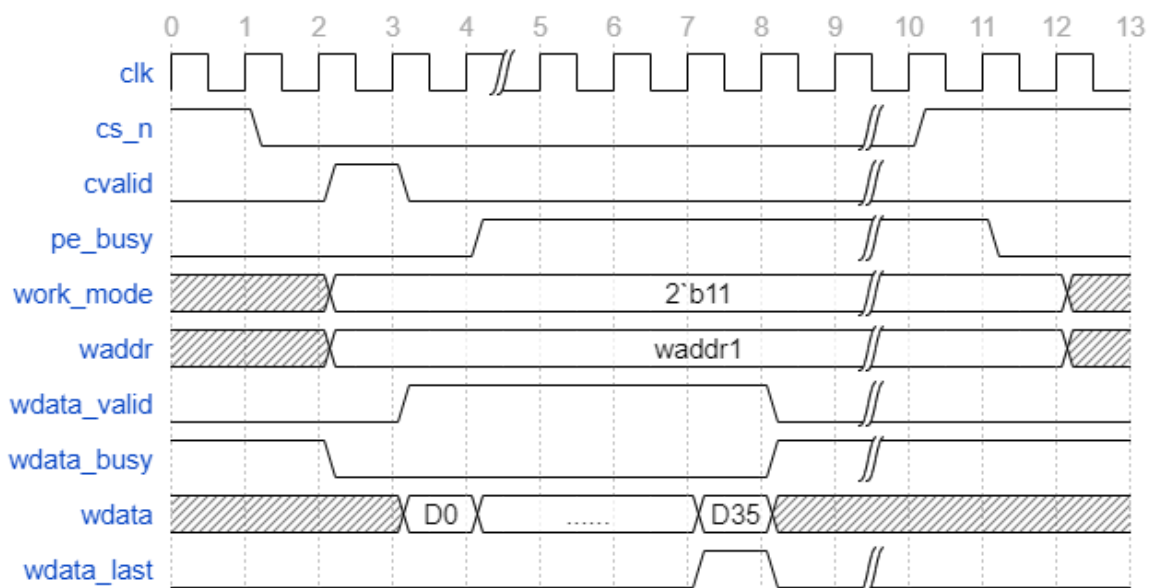 0 1 2 3 4 5 6 7 8 9 10 11 12 13
clk
cs_n
cvalid
pe_busy
work_mode 2`b11
waddr waddr1
wdata_valid
wdata_busy
wdata D0 ...... D35
wdata_last